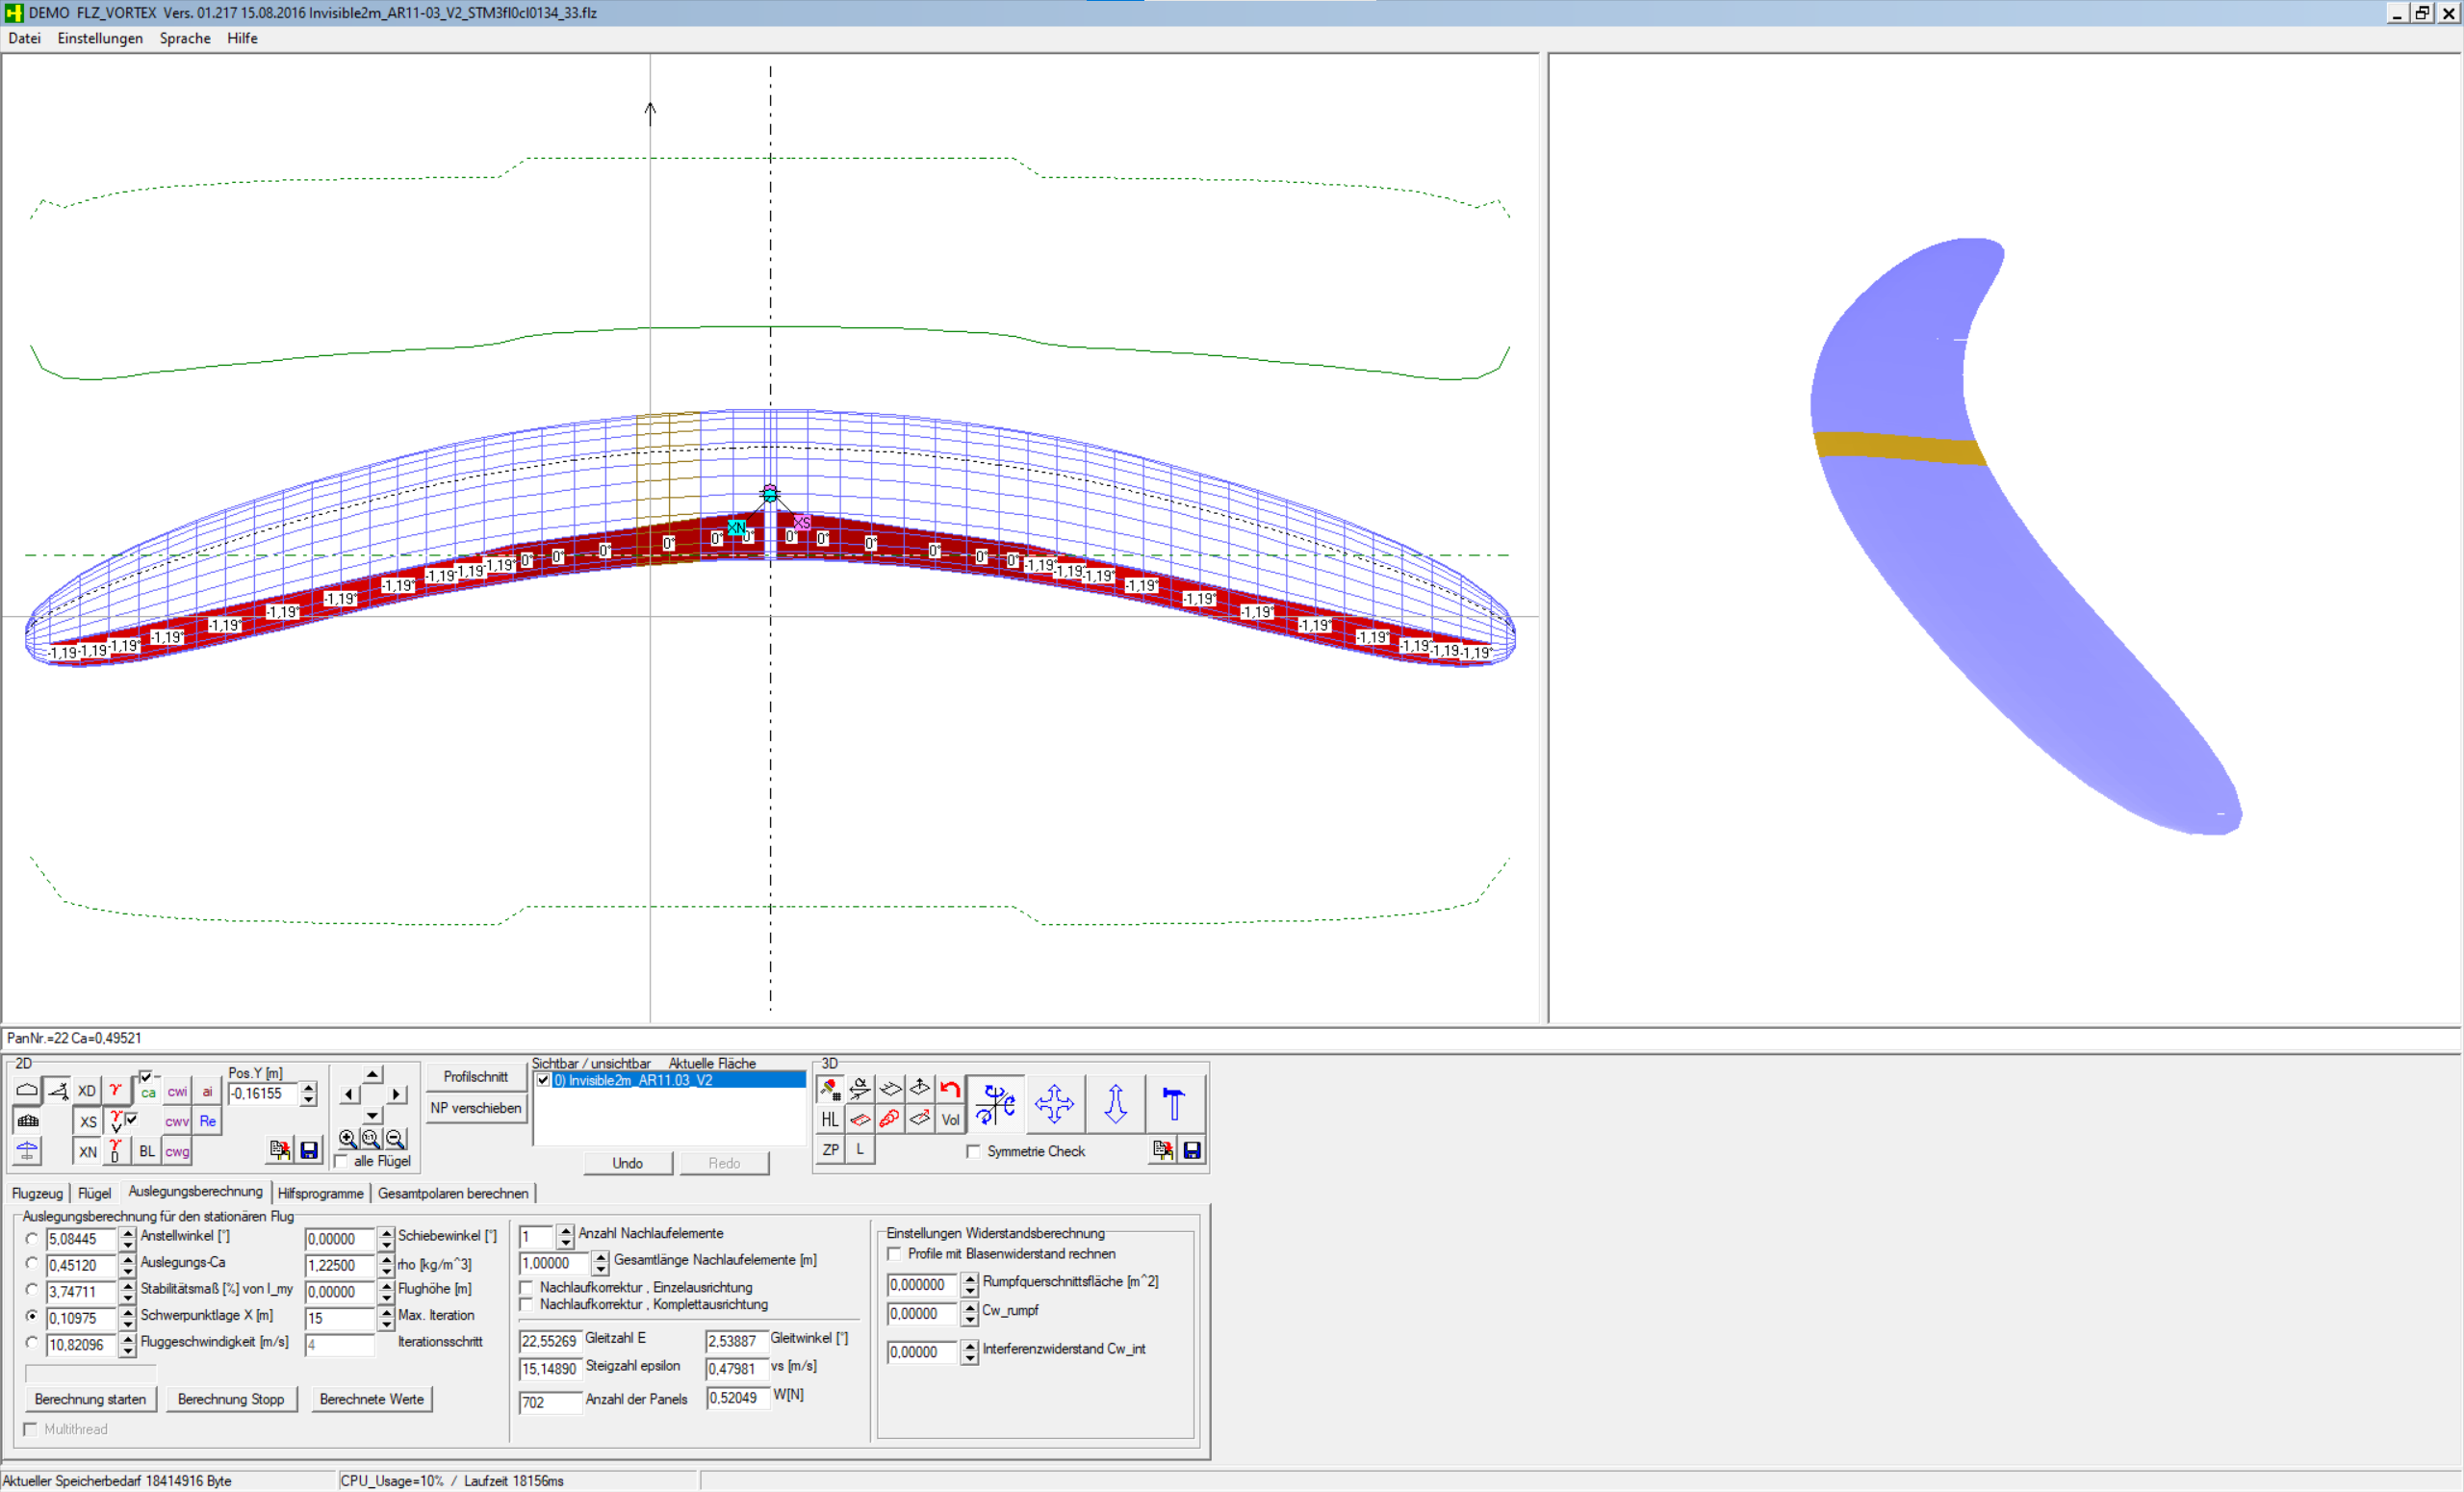 DEMO FLZ_VORTEX Vers. 01.217 15.08.2016 Invisible2m_AR11-03_V2_STM3fl0cl0134_33.flz
Datei Einstellungen Sprache Hilfe
XN XS
0° 0° 0° 0° 0° 0° 0° 0° 0° 0° 0° 0°
-1,19° -1,19° -1,19° -1,19° -1,19° -1,19° -1,19° -1,19° -1,19° -1,19° -1,19° -1,19°
-1,19° -1,19° -1,19° -1,19° -1,19° -1,19° -1,19° -1,19° -1,19° -1,19° -1,19°
PanNr.=22 Ca=0,49521
2D
XD γ ca cwi ai
XS γ V cwv Re
XN γ D BL cwg
Pos.Y [m]
-0,16155
1:1
alle Flügel
Profilschnitt
NP verschieben
Sichtbar / unsichtbar Aktuelle Fläche
0) Invisible2m_AR11.03_V2
Undo Redo
3D
α
HL Vol
ZP L
Symmetrie Check
Flugzeug Flügel Auslegungsberechnung Hilfsprogramme Gesamtpolaren berechnen
Auslegungsberechnung für den stationären Flug
5,08445 Anstellwinkel [°] 0,00000 Schiebewinkel [°]
0,45120 Auslegungs-Ca 1,22500 rho [kg/m^3]
3,74711 Stabilitätsmaß [%] von l_my 0,00000 Flughöhe [m]
0,10975 Schwerpunktlage X [m] 15 Max. Iteration
10,82096 Fluggeschwindigkeit [m/s] 4 Iterationsschritt
Berechnung starten Berechnung Stopp Berechnete Werte
Multithread
1 Anzahl Nachlaufelemente
1,00000 Gesamtlänge Nachlaufelemente [m]
Nachlaufkorrektur , Einzelausrichtung
Nachlaufkorrektur , Komplettausrichtung
22,55269 Gleitzahl E 2,53887 Gleitwinkel [°]
15,14890 Steigzahl epsilon 0,47981 vs [m/s]
702 Anzahl der Panels 0,52049 W[N]
Einstellungen Widerstandsberechnung
Profile mit Blasenwiderstand rechnen
0,000000 Rumpfquerschnittsfläche [m^2]
0,00000 Cw_rumpf
0,00000 Interferenzwiderstand Cw_int
Aktueller Speicherbedarf 18414916 Byte CPU_Usage=10% / Laufzeit 18156ms